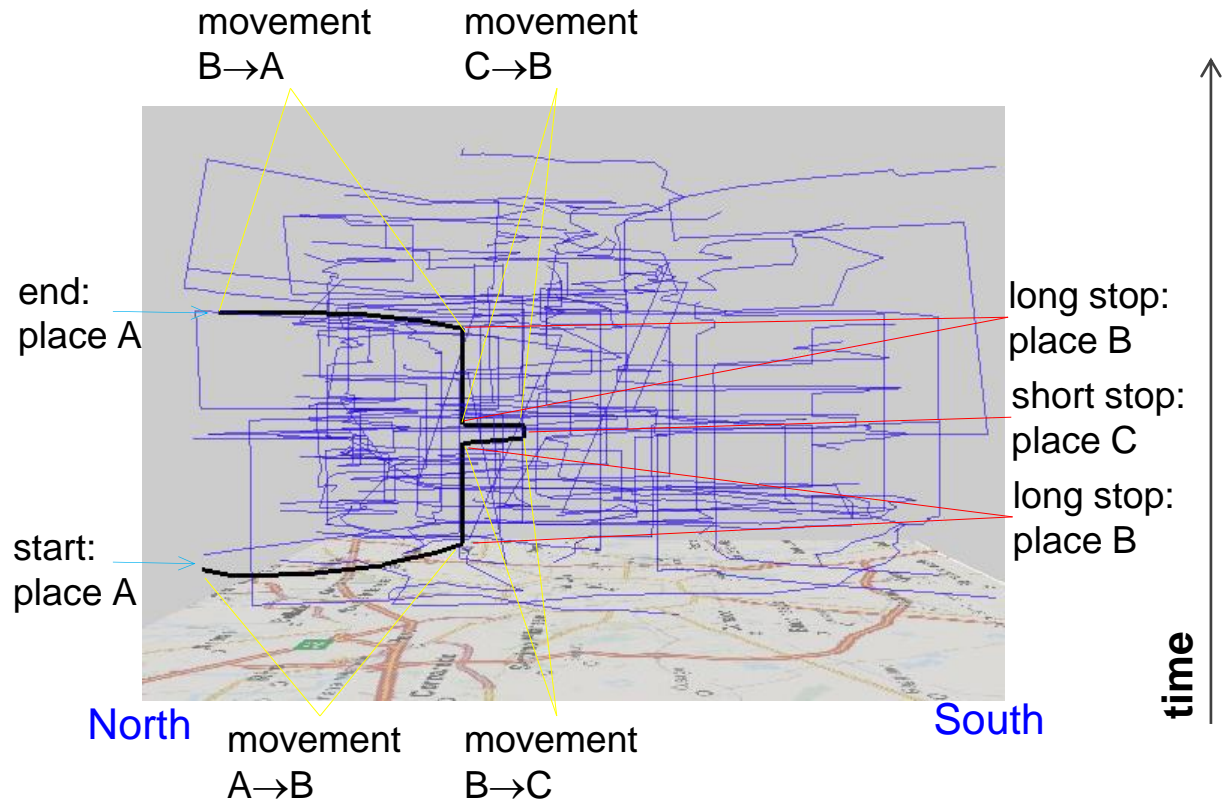 movement
B→A
movement
C→B
end:
place A
long stop:
place B
short stop:
place C
long stop:
place B
start:
place A
time
North
South
movement
A→B
movement
B→C